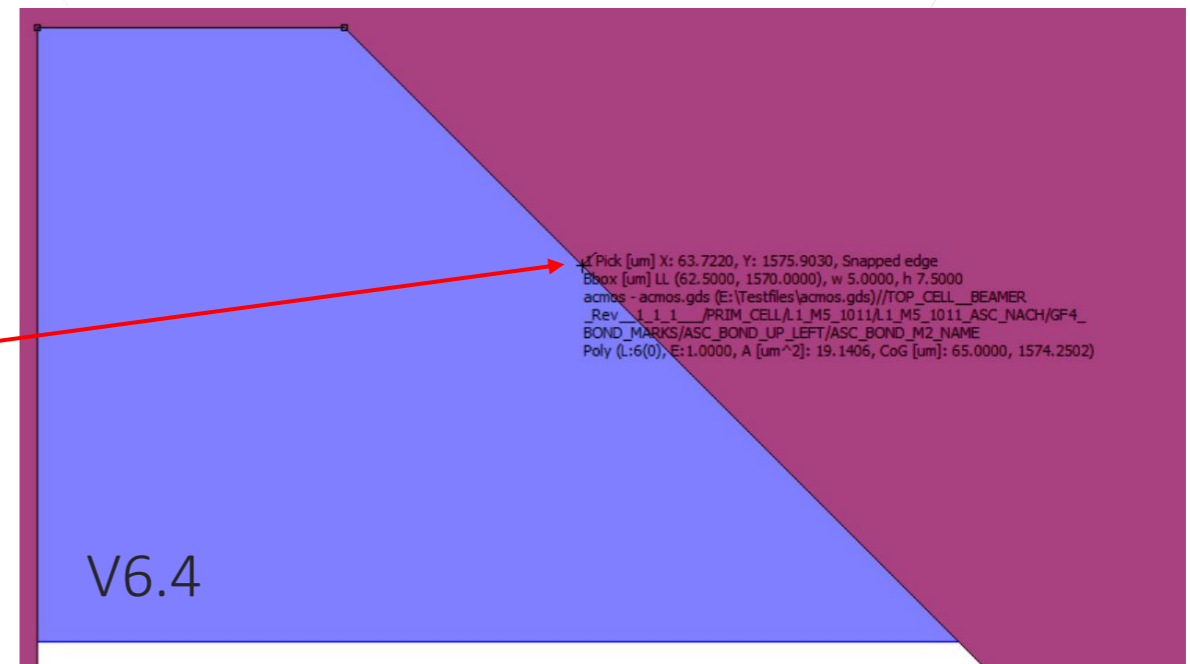 1 Pick [um] X: 63.7220, Y: 1575.9030, Snapped edge
Bbox [um] LL (62.5000, 1570.0000), w 5.0000, h 7.5000
acmos - acmos.gds (E:\Testfiles\acmos.gds)//TOP_CELL__BEAMER
_Rev__1_1_1___/PRIM_CELL/L1_M5_1011/L1_M5_1011_ASC_NACH/GF4_
BOND_MARKS/ASC_BOND_UP_LEFT/ASC_BOND_M2_NAME
Poly (L:6(0), E:1.0000, A [um^2]: 19.1406, CoG [um]: 65.0000, 1574.2502)
V6.4